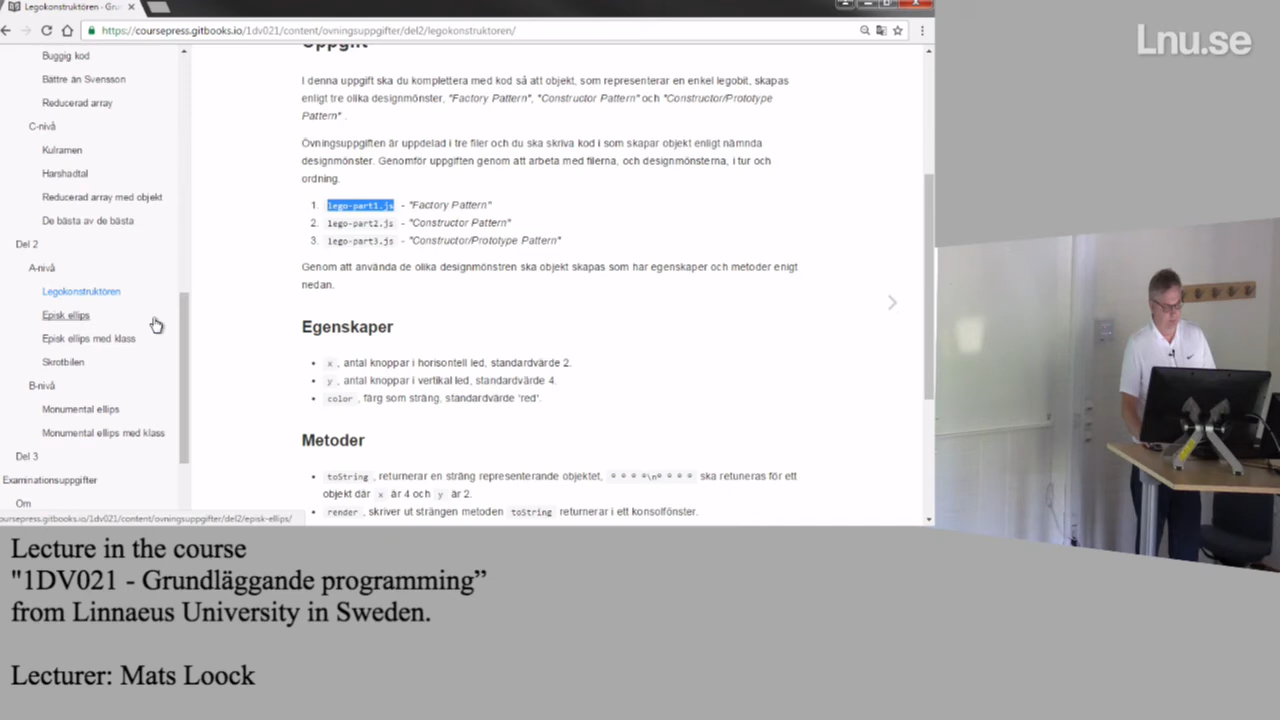 Legokonstruktören - Gru
https://coursepress.gitbooks.io/1dv021/content/ovningsuppgifter/del2/legokonstruktoren/
Lnu.se
Buggig kod
Bättre än Svensson
Reducerad array
C-nivå
Kulramen
Harshadtal
Reducerad array med objekt
De bästa av de bästa
Del 2
A-nivå
Legokonstruktören
Episk ellips
Episk ellips med klass
Skrotbilen
B-nivå
Monumental ellips
Monumental ellips med klass
Del 3
Examinationsuppgifter
Om
oursepress.gitbooks.io/1dv021/content/ovningsuppgifter/del2/episk-ellips/
Uppgift
I denna uppgift ska du komplettera med kod så att objekt, som representerar en enkel legobit, skapas
enligt tre olika designmönster, "Factory Pattern", "Constructor Pattern" och "Constructor/Prototype
Pattern" .
Övningsuppgiften är uppdelad i tre filer och du ska skriva kod i som skapar objekt enligt nämnda
designmönster. Genomför uppgiften genom att arbeta med filerna, och designmönsterna, i tur och
ordning.
1. lego-part1.js - "Factory Pattern"
2. lego-part2.js - "Constructor Pattern"
3. lego-part3.js - "Constructor/Prototype Pattern"
Genom att använda de olika designmönstren ska objekt skapas som har egenskaper och metoder enigt
nedan.
Egenskaper
• x , antal knoppar i horisontell led, standardvärde 2.
• y , antal knoppar i vertikal led, standardvärde 4.
• color , färg som sträng, standardvärde 'red'.
Metoder
• toString , returnerar en sträng representerande objektet, * * * *\n* * * * ska retuneras för ett
objekt där x är 4 och y är 2.
• render , skriver ut strängen metoden toString returnerar i ett konsolfönster.
Lecture in the course
"1DV021 - Grundläggande programming”
from Linnaeus University in Sweden.
Lecturer: Mats Loock